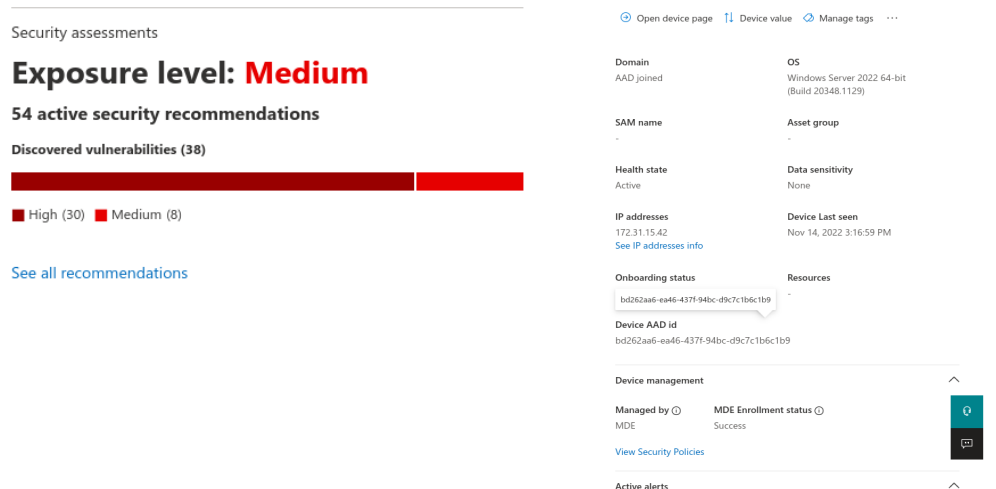 Security assessments
Exposure level: Medium
54 active security recommendations
Discovered vulnerabilities (38)
High (30) Medium (8)
See all recommendations
Open device page Device value Manage tags ...
Domain
AAD joined
OS
Windows Server 2022 64-bit
(Build 20348.1129)
SAM name
-
Asset group
-
Health state
Active
Data sensitivity
None
IP addresses
172.31.15.42
See IP addresses info
Device Last seen
Nov 14, 2022 3:16:59 PM
Onboarding status
Resources
-
bd262aa6-ea46-437f-94bc-d9c7c1b6c1b9
Device AAD id
bd262aa6-ea46-437f-94bc-d9c7c1b6c1b9
Device management
Managed by
MDE
MDE Enrollment status
Success
View Security Policies
Active alerts